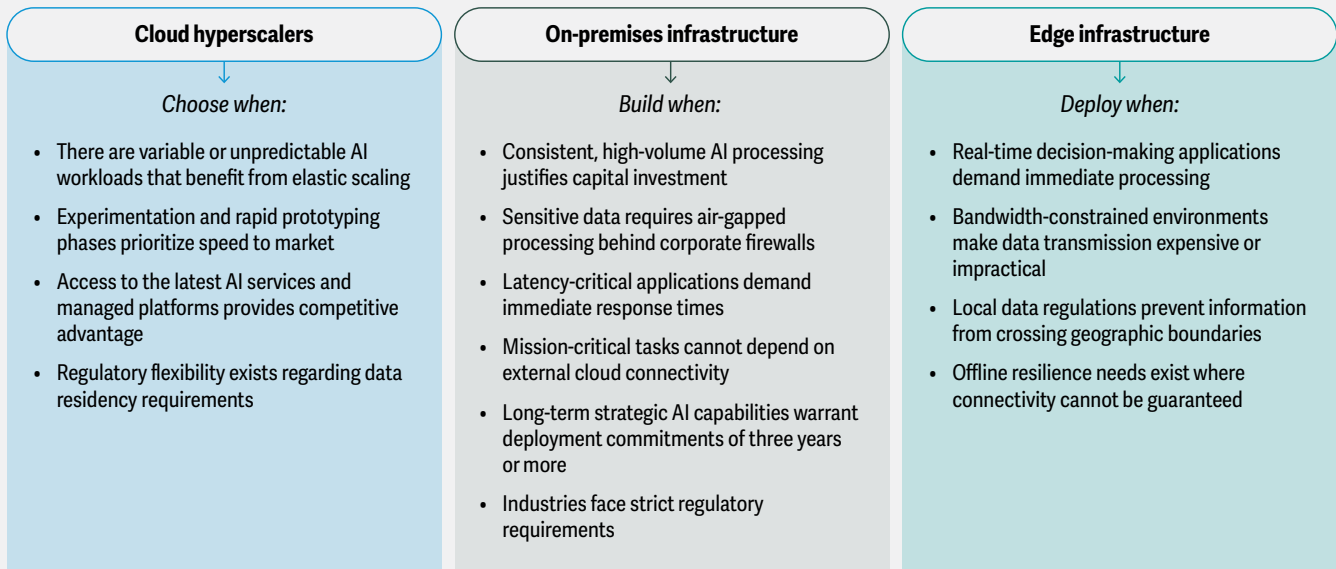 Cloud hyperscalers
Choose when:
• There are variable or unpredictable AI
workloads that benefit from elastic scaling
• Experimentation and rapid prototyping
phases prioritize speed to market
• Access to the latest AI services and
managed platforms provides competitive
advantage
• Regulatory flexibility exists regarding data
residency requirements
On-premises infrastructure
Build when:
• Consistent, high-volume AI processing
justifies capital investment
• Sensitive data requires air-gapped
processing behind corporate firewalls
• Latency-critical applications demand
immediate response times
• Mission-critical tasks cannot depend on
external cloud connectivity
• Long-term strategic AI capabilities warrant
deployment commitments of three years
or more
• Industries face strict regulatory
requirements
Edge infrastructure
Deploy when:
• Real-time decision-making applications
demand immediate processing
• Bandwidth-constrained environments
make data transmission expensive or
impractical
• Local data regulations prevent information
from crossing geographic boundaries
• Offline resilience needs exist where
connectivity cannot be guaranteed